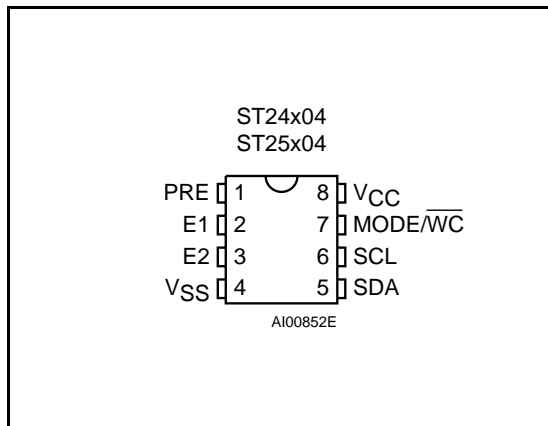 ST24x04
ST25x04
PRE 1 8 VCC
E1 2 7 MODE/W̅C̅
E2 3 6 SCL
VSS 4 5 SDA
AI00852E